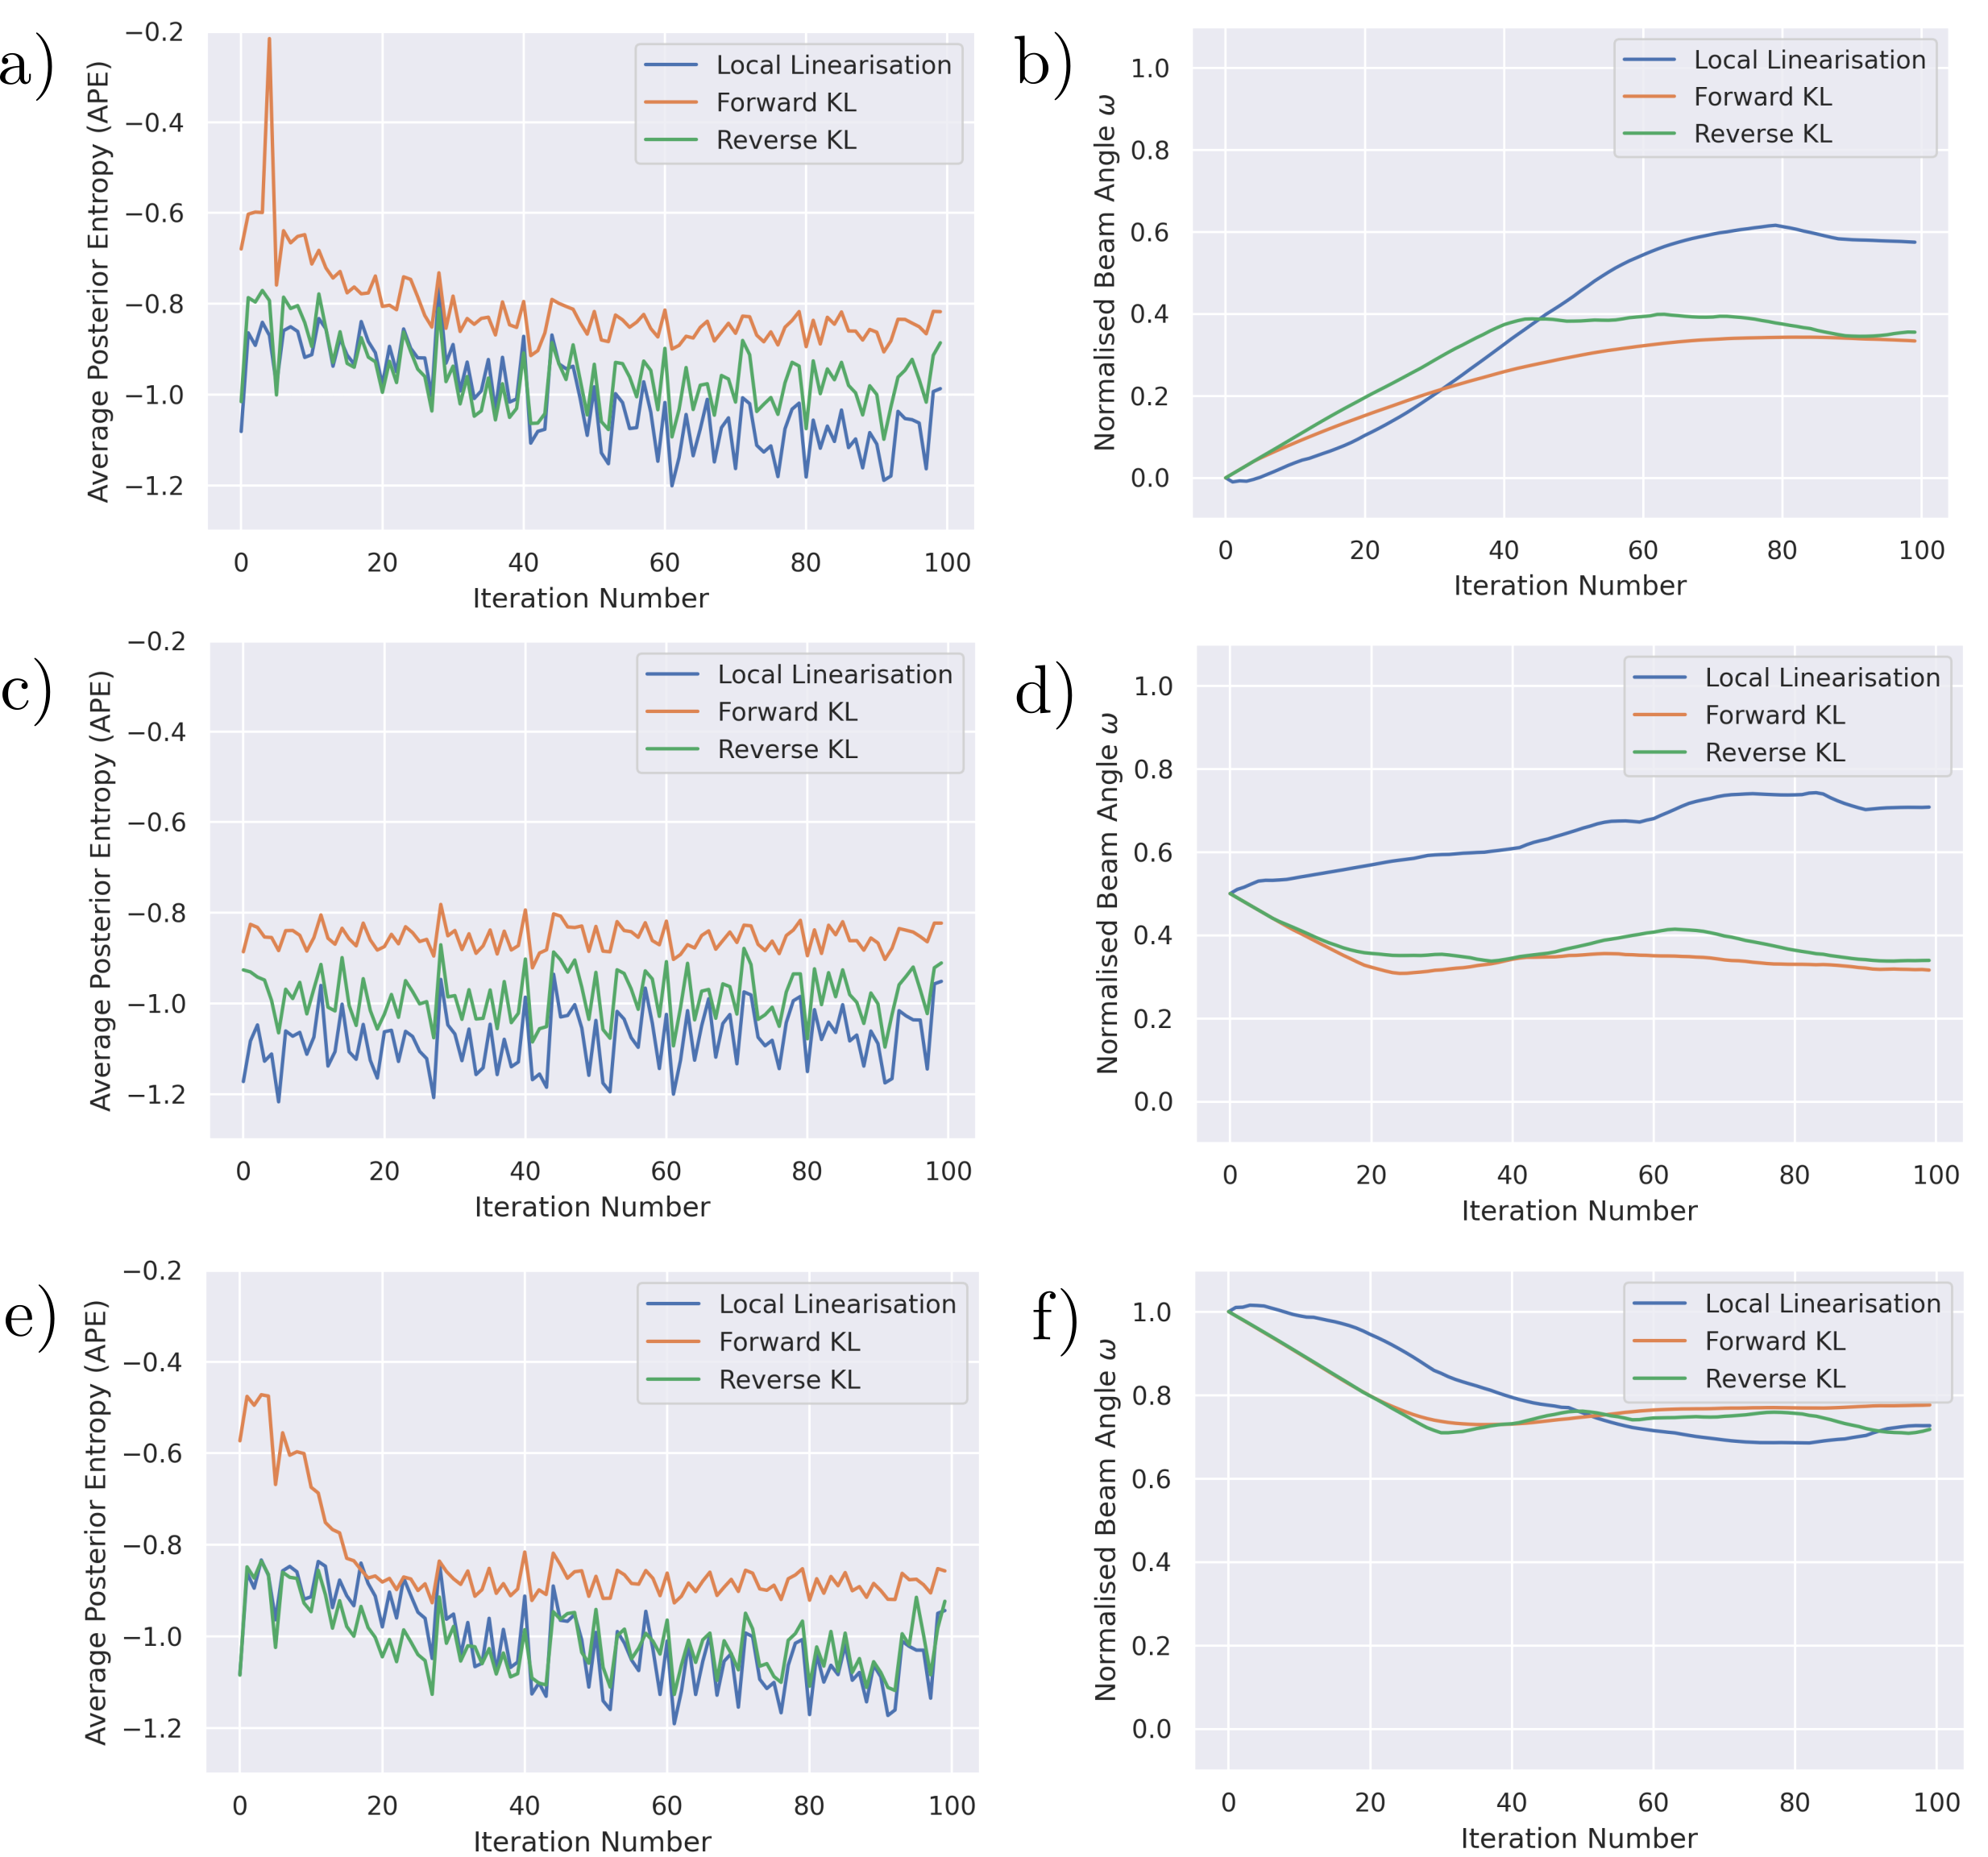 a)
Average Posterior Entropy (APE)
−0.2
−0.4
−0.6
−0.8
−1.0
−1.2
Local Linearisation
Forward KL
Reverse KL
0 20 40 60 80 100
Iteration Number
b)
Normalised Beam Angle ω
1.0
0.8
0.6
0.4
0.2
0.0
Local Linearisation
Forward KL
Reverse KL
0 20 40 60 80 100
Iteration Number
c)
Average Posterior Entropy (APE)
−0.2
−0.4
−0.6
−0.8
−1.0
−1.2
Local Linearisation
Forward KL
Reverse KL
0 20 40 60 80 100
Iteration Number
d)
Normalised Beam Angle ω
1.0
0.8
0.6
0.4
0.2
0.0
Local Linearisation
Forward KL
Reverse KL
0 20 40 60 80 100
Iteration Number
e)
Average Posterior Entropy (APE)
−0.2
−0.4
−0.6
−0.8
−1.0
−1.2
Local Linearisation
Forward KL
Reverse KL
0 20 40 60 80 100
Iteration Number
f)
Normalised Beam Angle ω
1.0
0.8
0.6
0.4
0.2
0.0
Local Linearisation
Forward KL
Reverse KL
0 20 40 60 80 100
Iteration Number